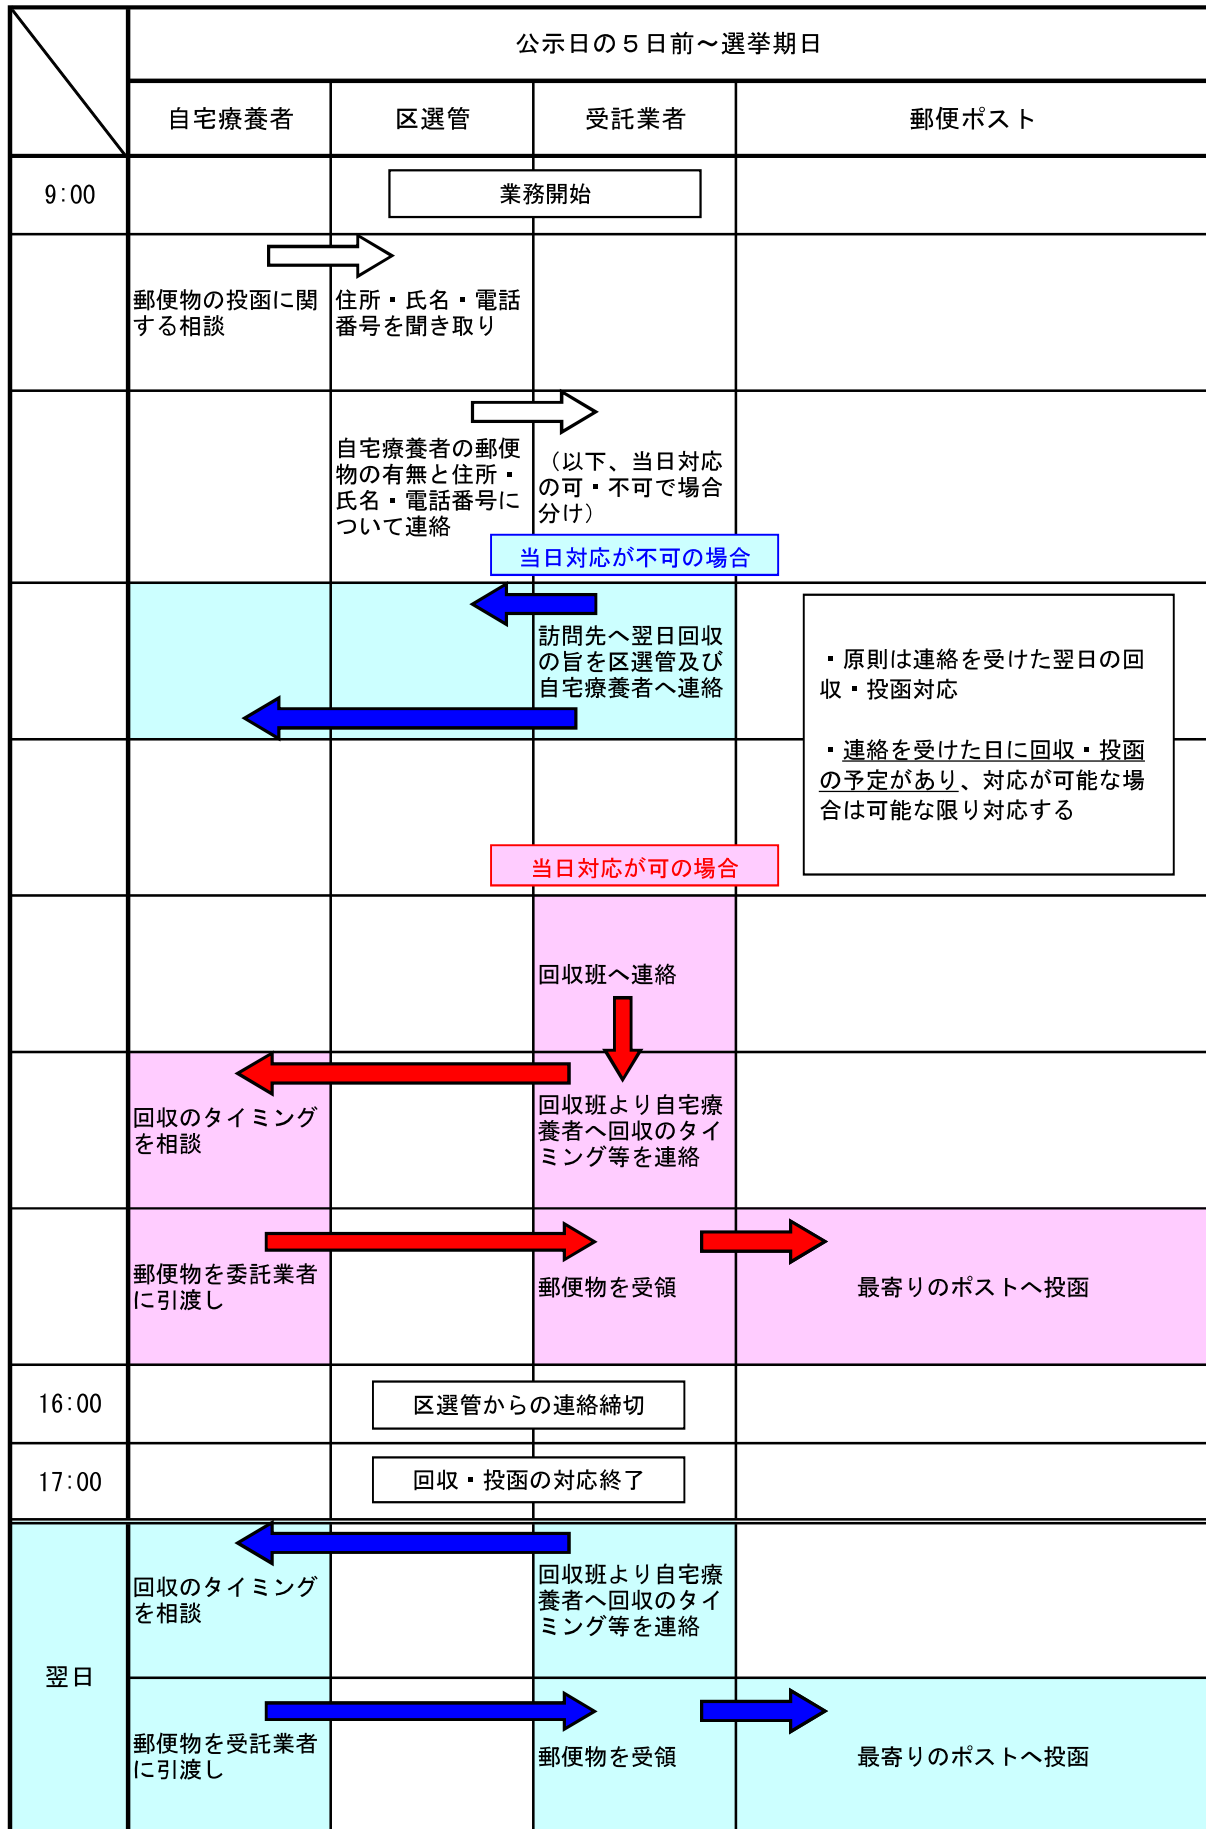 公示日の５日前～選挙期日
自宅療養者
区選管
受託業者
郵便ポスト
9:00
業務開始
郵便物の投函に関
する相談
住所・氏名・電話
番号を聞き取り
自宅療養者の郵便
物の有無と住所・
氏名・電話番号に
ついて連絡
（以下、当日対応
の可・不可で場合
分け）
当日対応が不可の場合
訪問先へ翌日回収
の旨を区選管及び
自宅療養者へ連絡
・原則は連絡を受けた翌日の回
収・投函対応
・連絡を受けた日に回収・投函
の予定があり、対応が可能な場
合は可能な限り対応する
当日対応が可の場合
回収班へ連絡
回収のタイミング
を相談
回収班より自宅療
養者へ回収のタイ
ミング等を連絡
郵便物を委託業者
に引渡し
郵便物を受領
最寄りのポストへ投函
16:00
区選管からの連絡締切
17:00
回収・投函の対応終了
翌日
回収のタイミング
を相談
回収班より自宅療
養者へ回収のタイ
ミング等を連絡
郵便物を受託業者
に引渡し
郵便物を受領
最寄りのポストへ投函